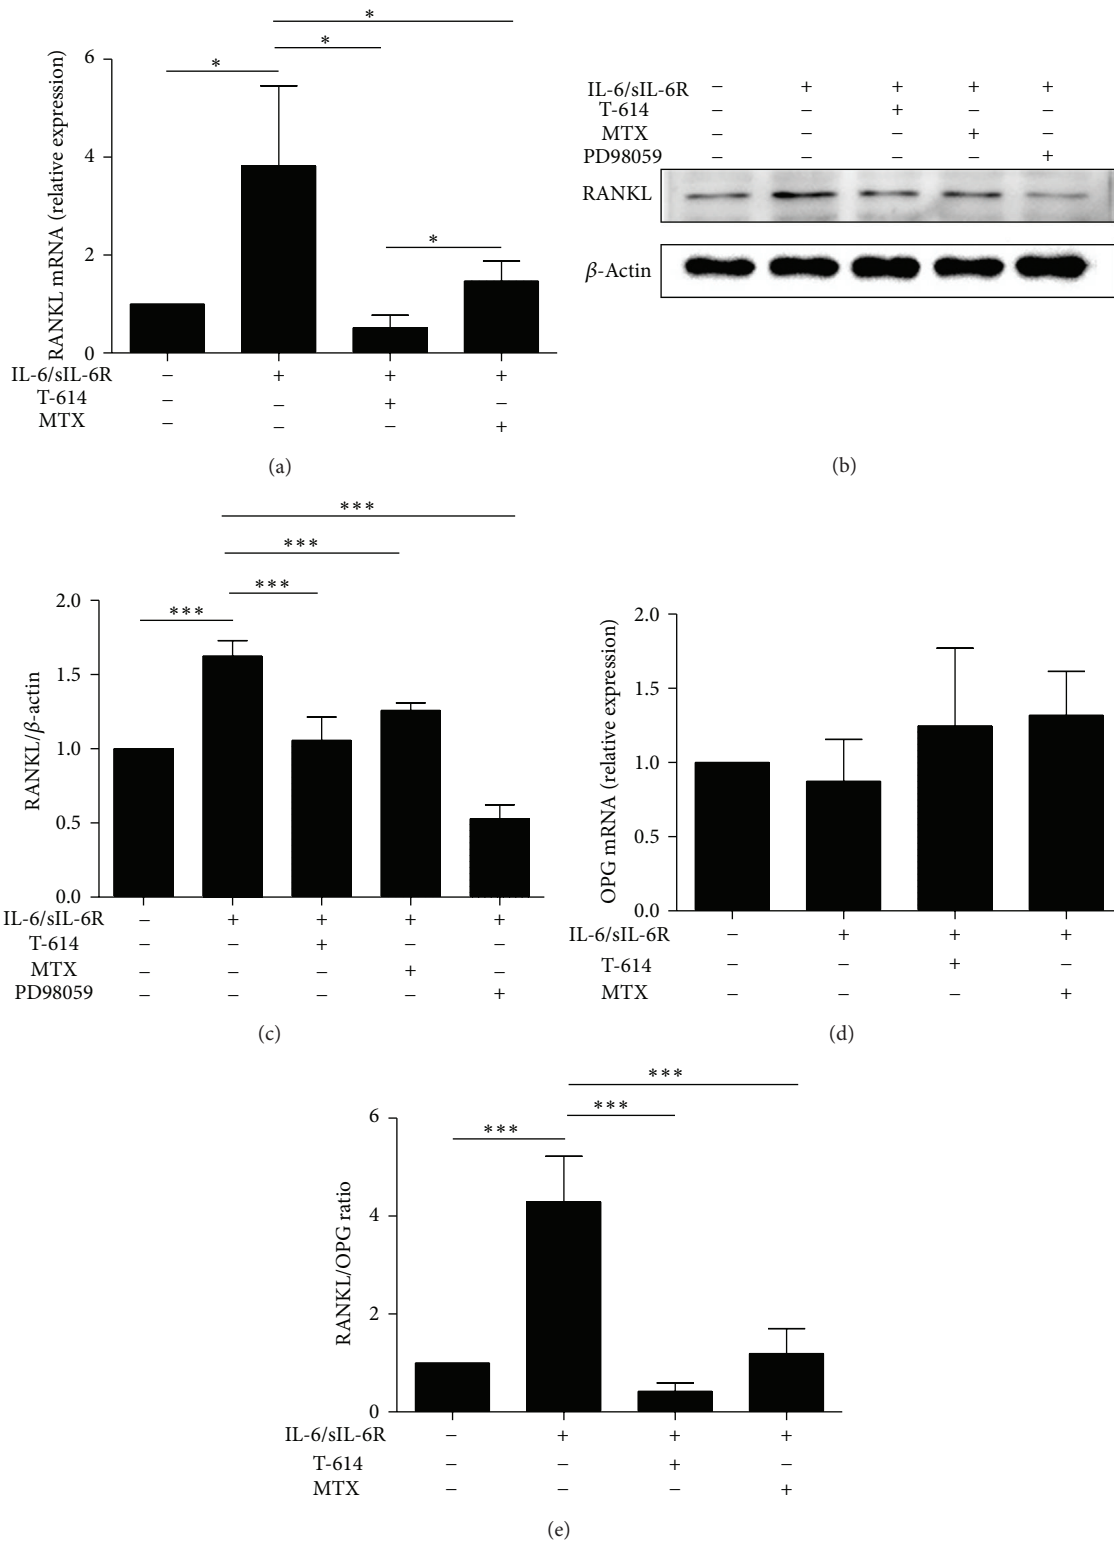 *
*
*
*
RANKL mRNA (relative expression)
6
4
2
0
IL-6/sIL-6R − + + +
T-614 − − + −
MTX − − − +
(a)
IL-6/sIL-6R − + + + +
T-614 − − + − −
MTX − − − + −
PD98059 − − − − +
RANKL
β-Actin
(b)
***
***
***
***
RANKL/β-actin
2.0
1.5
1.0
0.5
0.0
IL-6/sIL-6R − + + + +
T-614 − − + − −
MTX − − − + −
PD98059 − − − − +
(c)
OPG mRNA (relative expression)
2.0
1.5
1.0
0.5
0.0
IL-6/sIL-6R − + + +
T-614 − − + −
MTX − − − +
(d)
***
***
***
RANKL/OPG ratio
6
4
2
0
IL-6/sIL-6R − + + +
T-614 − − + −
MTX − − − +
(e)